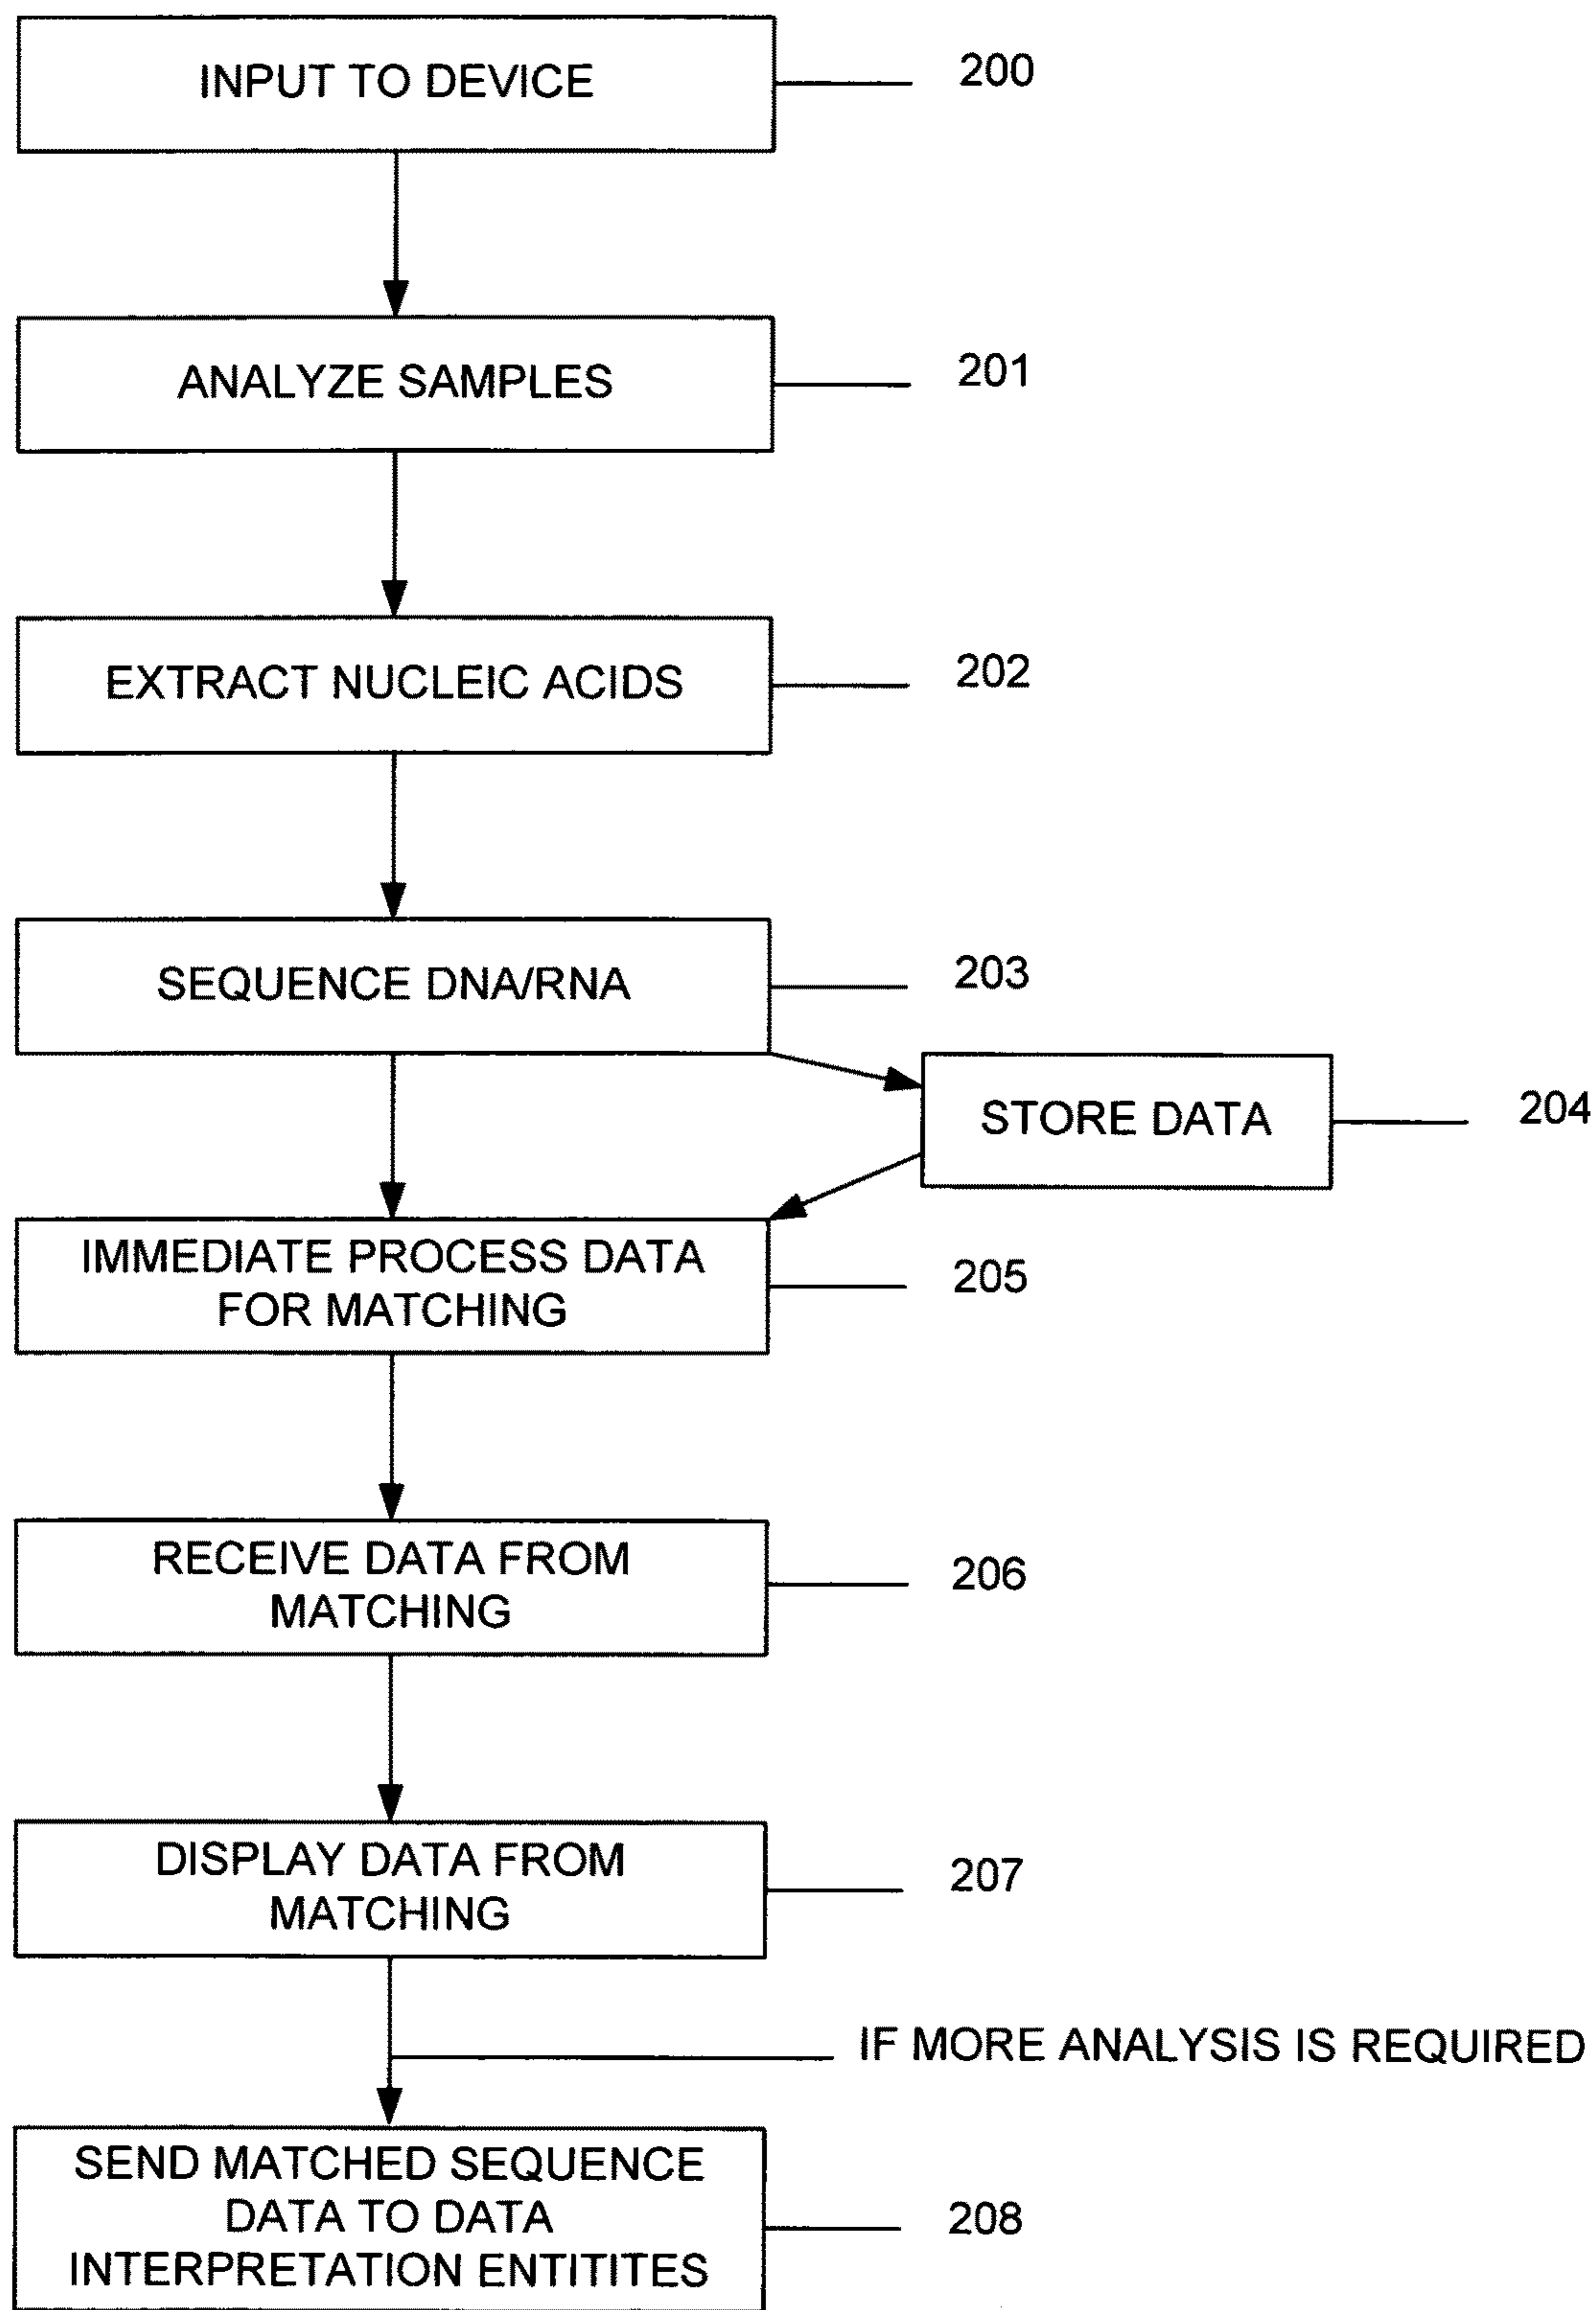 INPUT TO DEVICE
200
ANALYZE SAMPLES
201
EXTRACT NUCLEIC ACIDS
202
SEQUENCE DNA/RNA
203
STORE DATA
204
IMMEDIATE PROCESS DATA
FOR MATCHING
205
RECEIVE DATA FROM
MATCHING
206
DISPLAY DATA FROM
MATCHING
207
IF MORE ANALYSIS IS REQUIRED
SEND MATCHED SEQUENCE
DATA TO DATA
INTERPRETATION ENTITITES
208